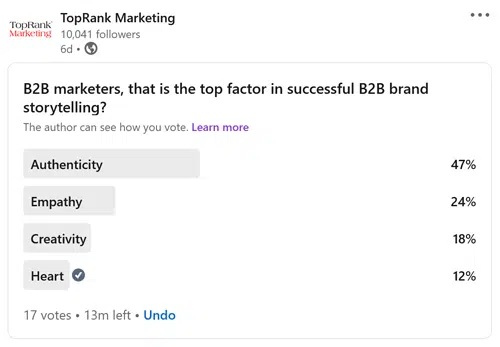 TopRank
Marketing
TopRank Marketing
10,041 followers
6d •
B2B marketers, that is the top factor in successful B2B brand
storytelling?
The author can see how you vote. Learn more
Authenticity 47%
Empathy 24%
Creativity 18%
Heart 12%
17 votes • 13m left • Undo